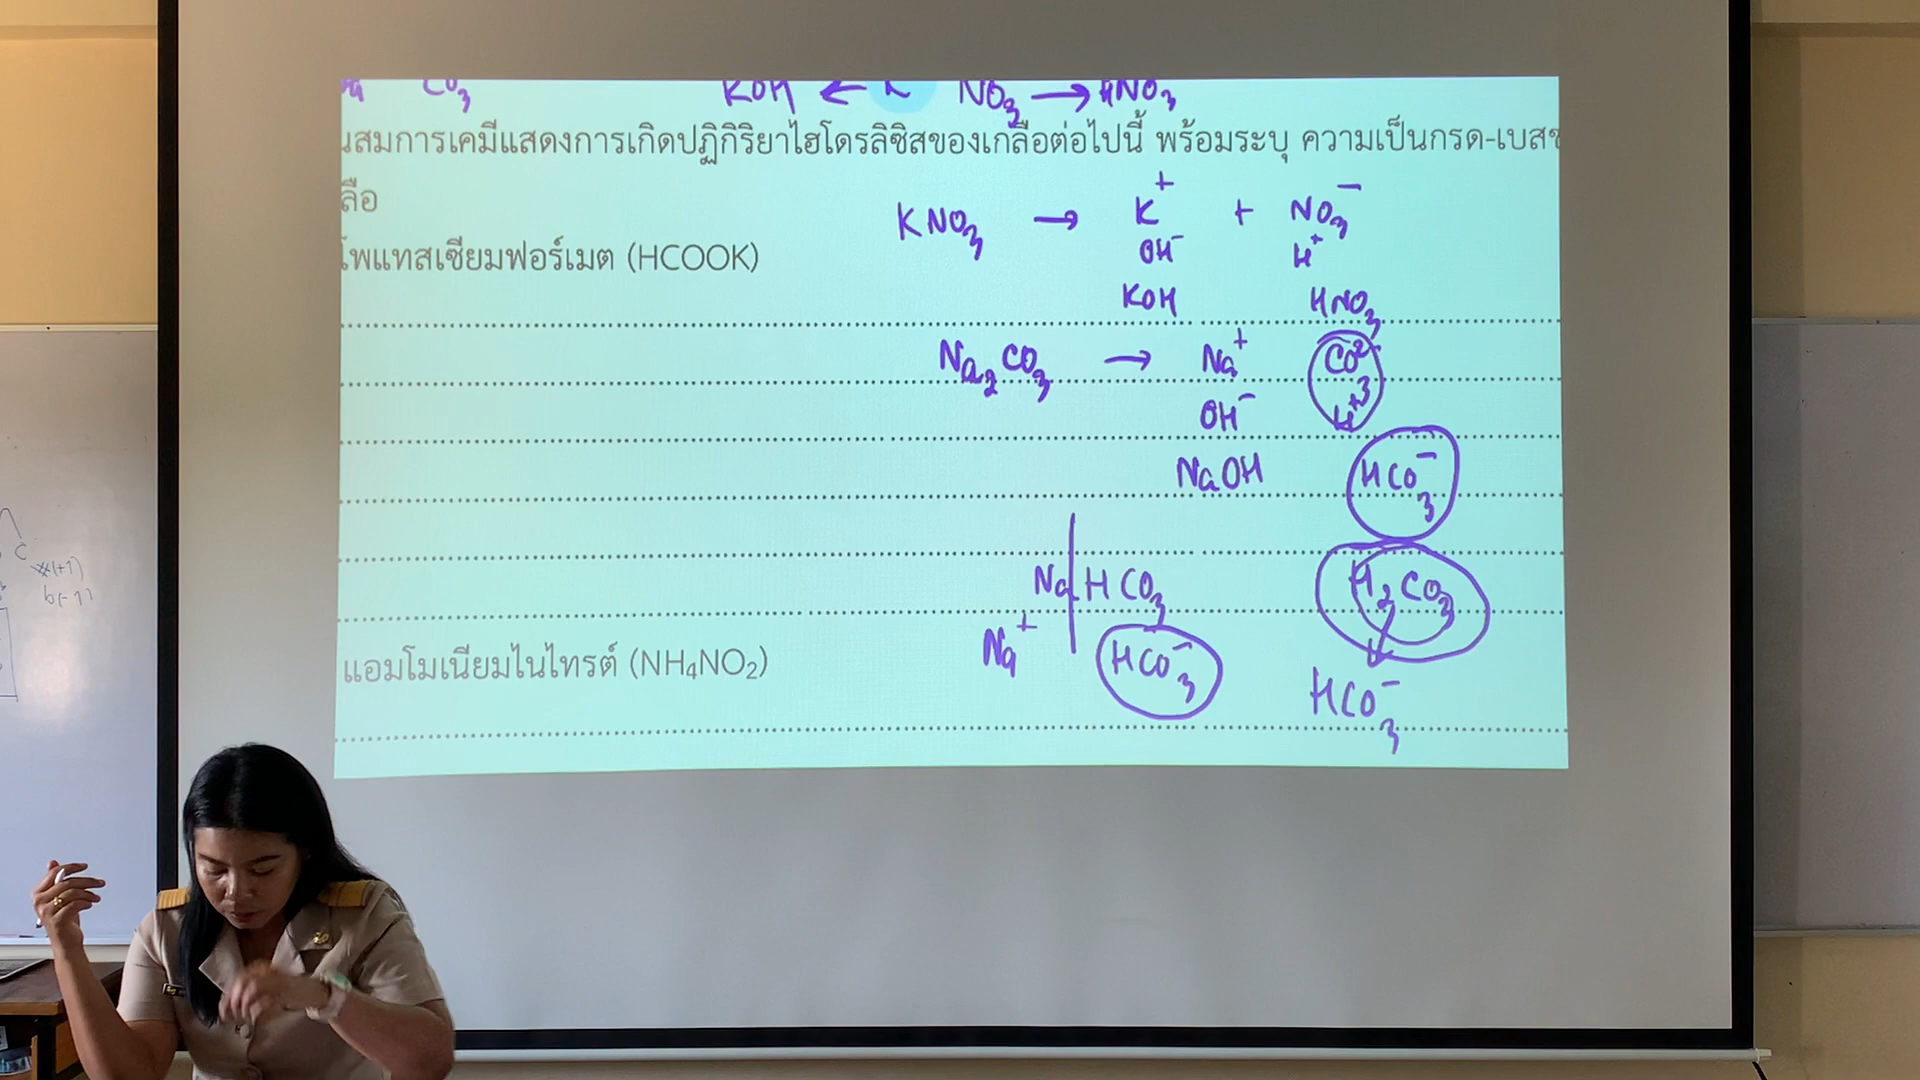 CO₃ KOH ← K NO₃ → HNO₃
นสมการเคมีแสดงการเกิดปฏิกิริยาไฮโดรลิซิสของเกลือต่อไปนี้ พร้อมระบุ ความเป็นกรด-เบสข
ลือ
KNO₃ → K⁺ + NO₃⁻
OH⁻ H⁺
โพแทสเซียมฟอร์เมต (HCOOK)
KOH HNO₃
Na₂CO₃ → Na⁺ CO₃²⁻
OH⁻ H⁺
NaOH HCO₃⁻
Na|HCO₃ H₂CO₃
Na⁺ HCO₃⁻
แอมโมเนียมไนไทรต์ (NH₄NO₂)
HCO₃⁻
C
(+1)
b(-1)